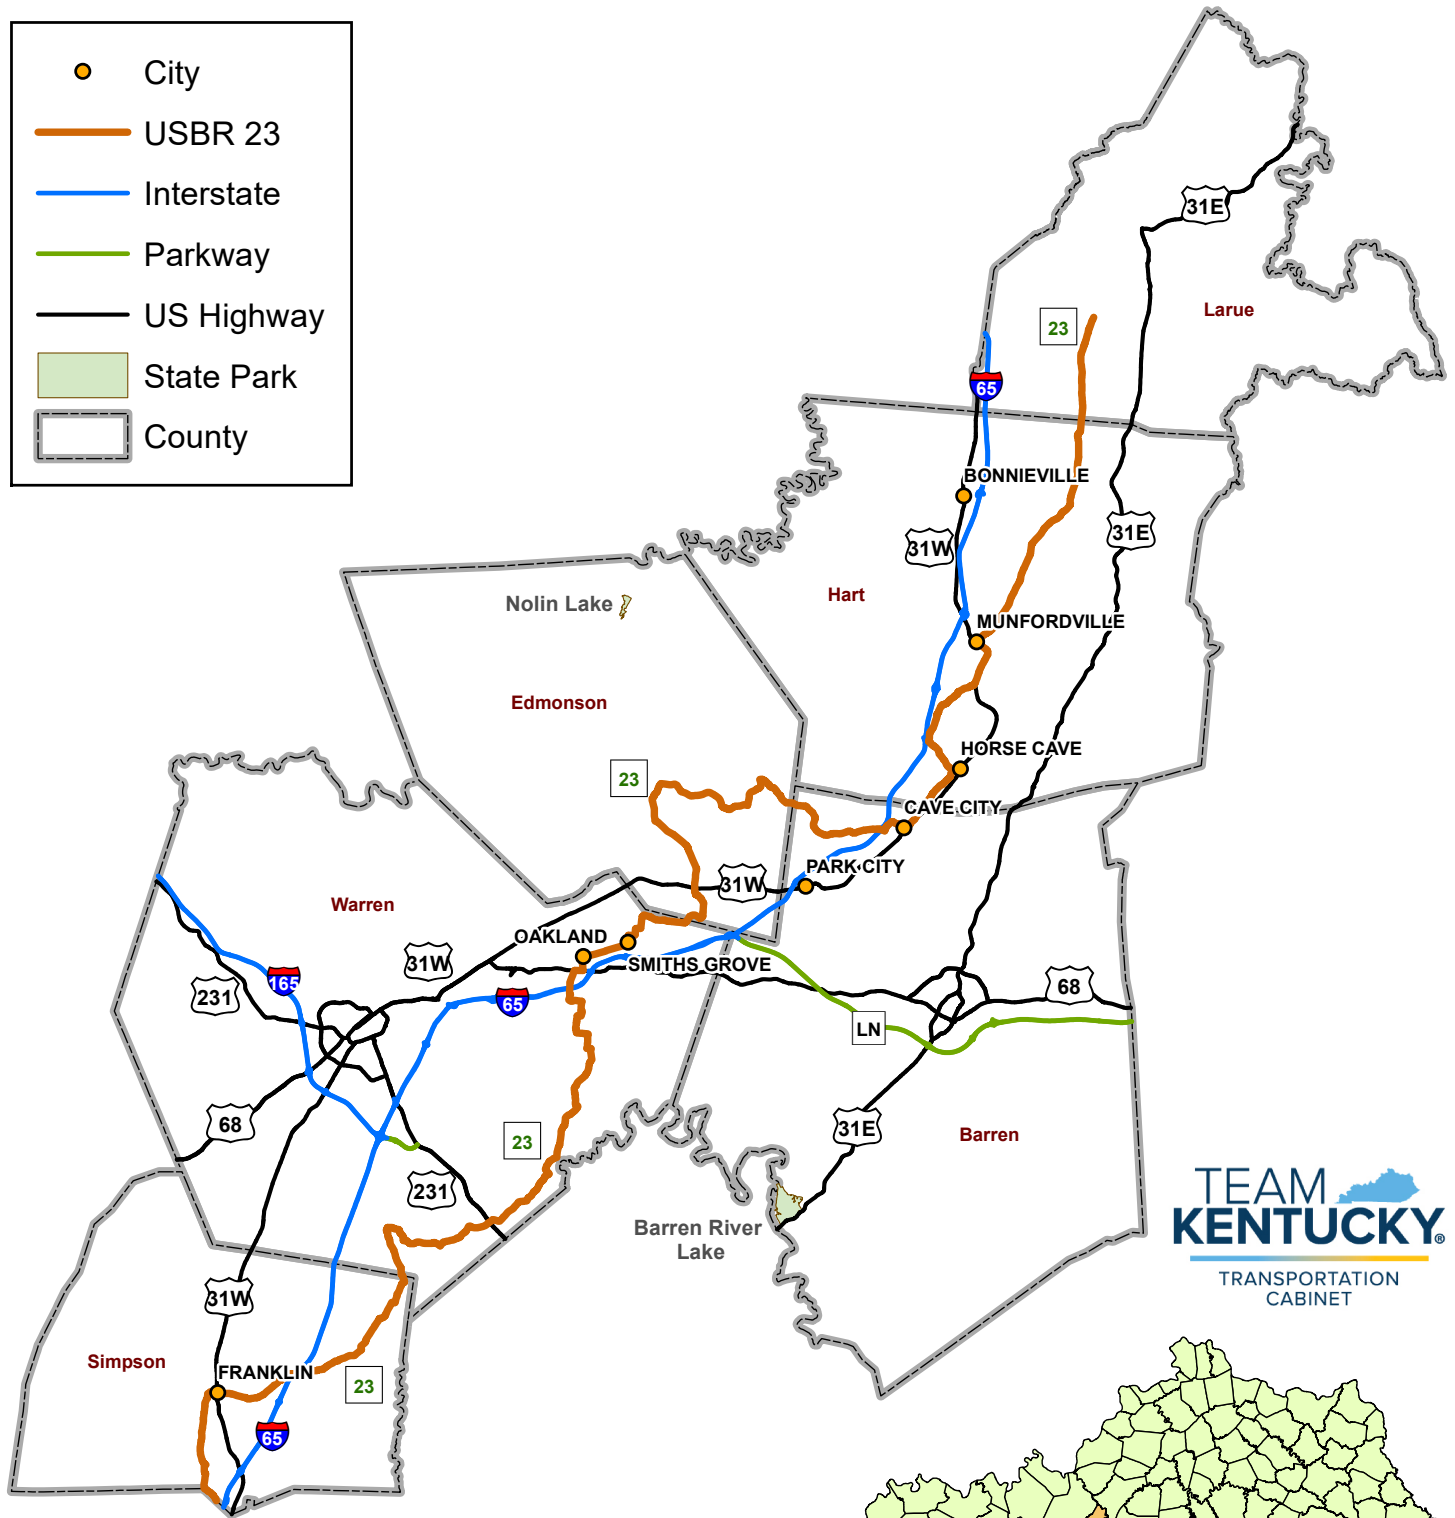 City
USBR 23
Interstate
Parkway
US Highway
State Park
County
31E
Larue
23
65
BONNIEVILLE
31W
31E
Hart
Nolin Lake
MUNFORDVILLE
Edmonson
HORSE CAVE
23
CAVE CITY
PARK CITY
31W
Warren
OAKLAND
31W
SMITHS GROVE
165
231
65
68
LN
68
31E
23
Barren
231
Barren River
Lake
TEAM
KENTUCKY®
TRANSPORTATION
CABINET
31W
Simpson
FRANKLIN
23
65